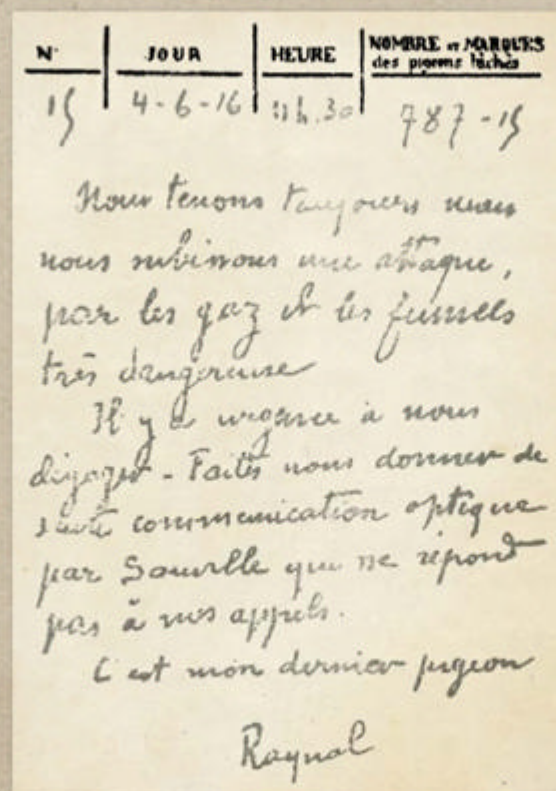 N° JOUR HEURE NOMBRE et MARQUES des pigeons lâchés
15 4-6-16 11h.30 787-15
Nous tenons toujours mais
nous subissons une attaque,
par les gaz et les fumées
très dangereuse
Il y a urgence à nous
dégager - Faites nous donner de
suite communication optique
par Souville qui ne répond
pas à nos appels.
C'est mon dernier pigeon
Raynal